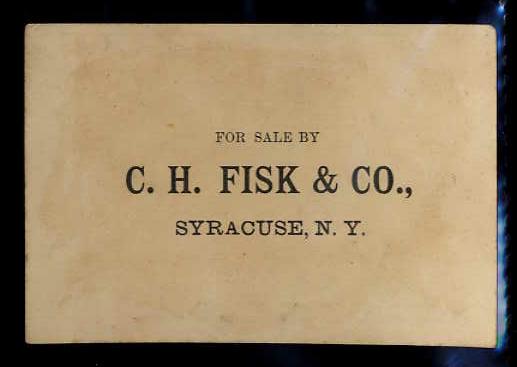 FOR SALE BY
C. H. FISK & CO.,
SYRACUSE, N. Y.